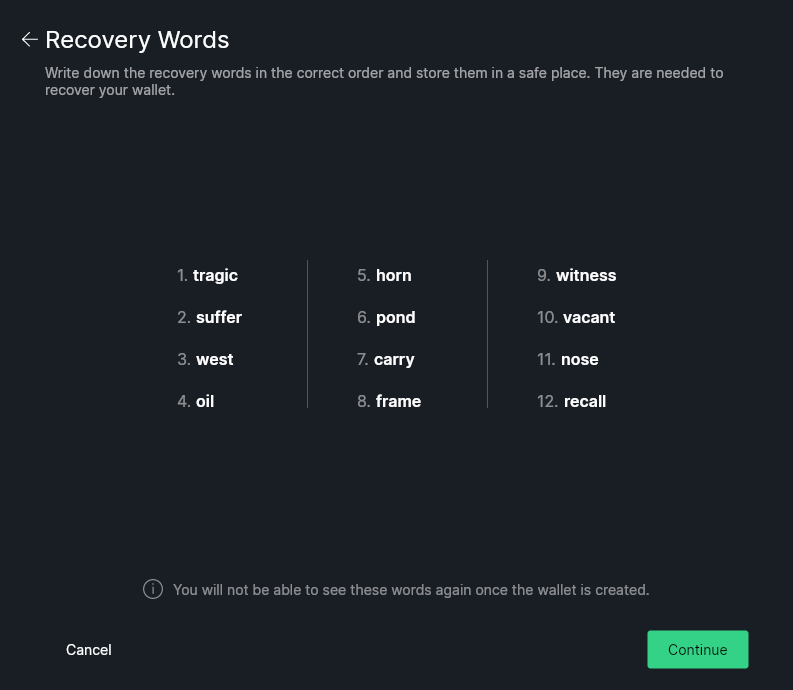 Recovery Words
Write down the recovery words in the correct order and store them in a safe place. They are needed to
recover your wallet.
1. tragic
2. suffer
3. west
4. oil
5. horn
6. pond
7. carry
8. frame
9. witness
10. vacant
11. nose
12. recall
You will not be able to see these words again once the wallet is created.
Cancel
Continue